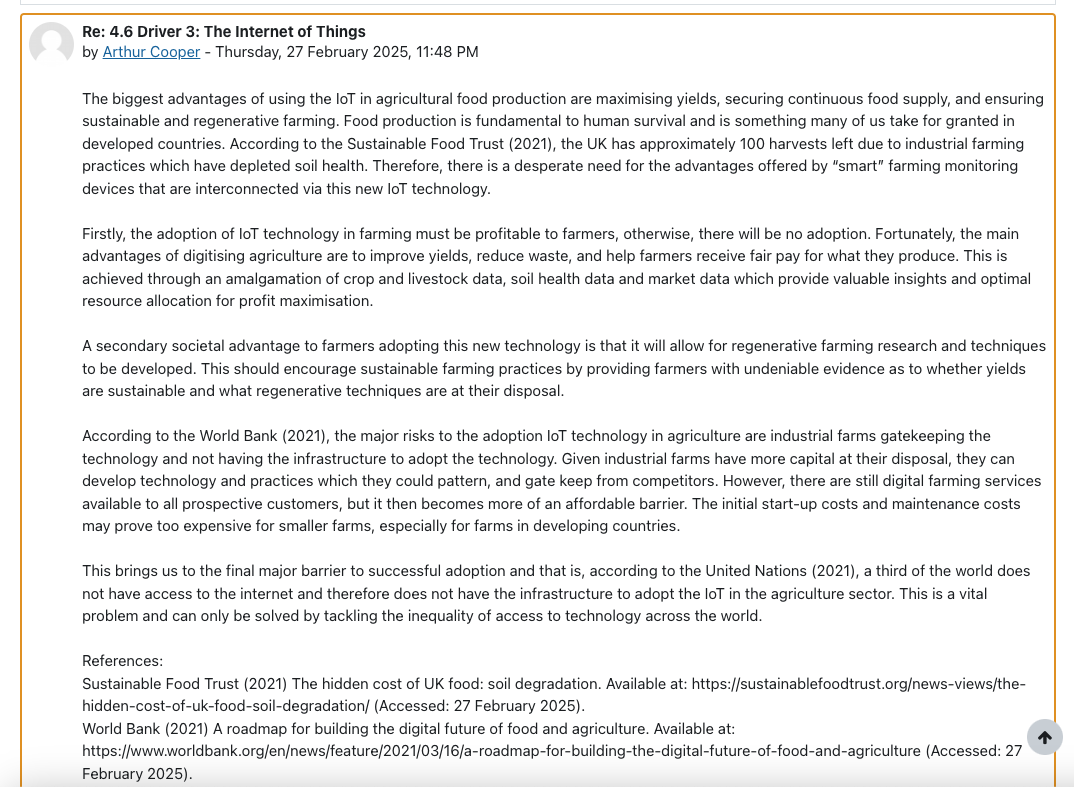 Re: 4.6 Driver 3: The Internet of Things
by Arthur Cooper - Thursday, 27 February 2025, 11:48 PM
The biggest advantages of using the IoT in agricultural food production are maximising yields, securing continuous food supply, and ensuring
sustainable and regenerative farming. Food production is fundamental to human survival and is something many of us take for granted in
developed countries. According to the Sustainable Food Trust (2021), the UK has approximately 100 harvests left due to industrial farming
practices which have depleted soil health. Therefore, there is a desperate need for the advantages offered by “smart” farming monitoring
devices that are interconnected via this new IoT technology.
Firstly, the adoption of IoT technology in farming must be profitable to farmers, otherwise, there will be no adoption. Fortunately, the main
advantages of digitising agriculture are to improve yields, reduce waste, and help farmers receive fair pay for what they produce. This is
achieved through an amalgamation of crop and livestock data, soil health data and market data which provide valuable insights and optimal
resource allocation for profit maximisation.
A secondary societal advantage to farmers adopting this new technology is that it will allow for regenerative farming research and techniques
to be developed. This should encourage sustainable farming practices by providing farmers with undeniable evidence as to whether yields
are sustainable and what regenerative techniques are at their disposal.
According to the World Bank (2021), the major risks to the adoption IoT technology in agriculture are industrial farms gatekeeping the
technology and not having the infrastructure to adopt the technology. Given industrial farms have more capital at their disposal, they can
develop technology and practices which they could pattern, and gate keep from competitors. However, there are still digital farming services
available to all prospective customers, but it then becomes more of an affordable barrier. The initial start-up costs and maintenance costs
may prove too expensive for smaller farms, especially for farms in developing countries.
This brings us to the final major barrier to successful adoption and that is, according to the United Nations (2021), a third of the world does
not have access to the internet and therefore does not have the infrastructure to adopt the IoT in the agriculture sector. This is a vital
problem and can only be solved by tackling the inequality of access to technology across the world.
References:
Sustainable Food Trust (2021) The hidden cost of UK food: soil degradation. Available at: https://sustainablefoodtrust.org/news-views/the-
hidden-cost-of-uk-food-soil-degradation/ (Accessed: 27 February 2025).
World Bank (2021) A roadmap for building the digital future of food and agriculture. Available at:
https://www.worldbank.org/en/news/feature/2021/03/16/a-roadmap-for-building-the-digital-future-of-food-and-agriculture (Accessed: 27
February 2025).